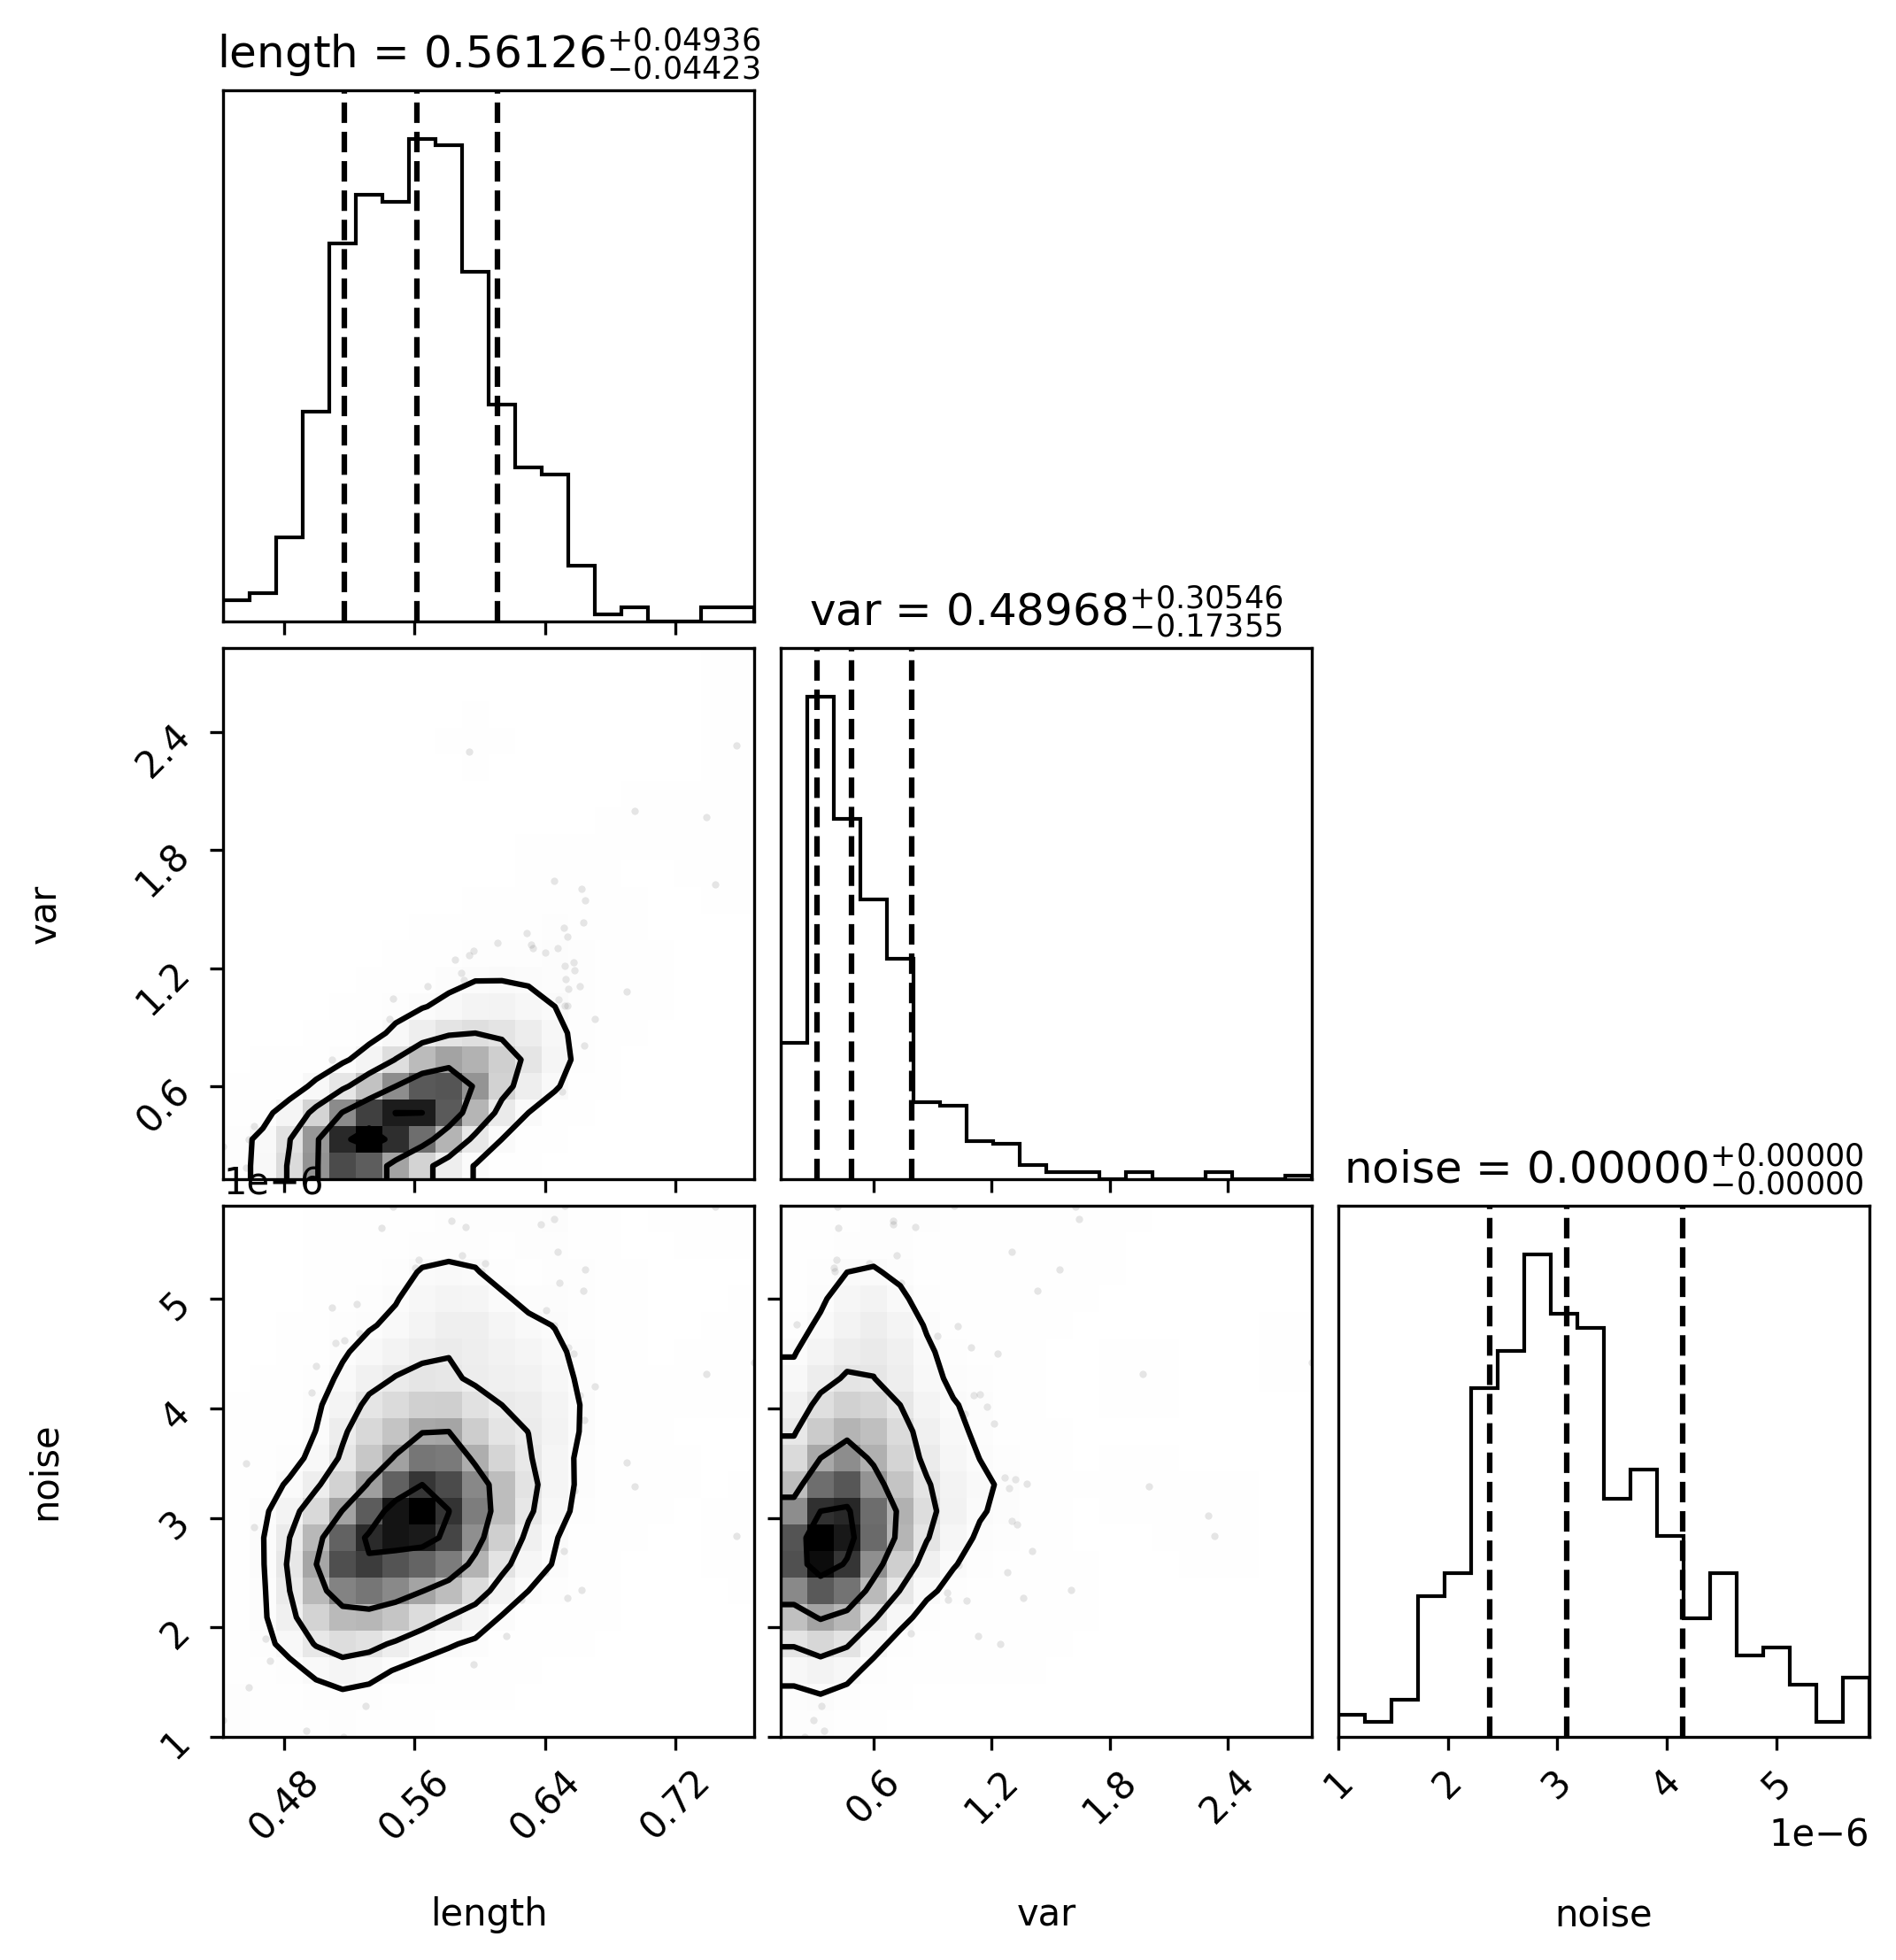 length = 0.56126+0.04936−0.04423
var = 0.48968+0.30546−0.17355
2.4
1.8
1.2
0.6
var
1e−6
noise = 0.00000+0.00000−0.00000
5
4
3
2
1
noise
0.48 0.56 0.64 0.72
0.6 1.2 1.8 2.4
1 2 3 4 5
1e−6
length var noise